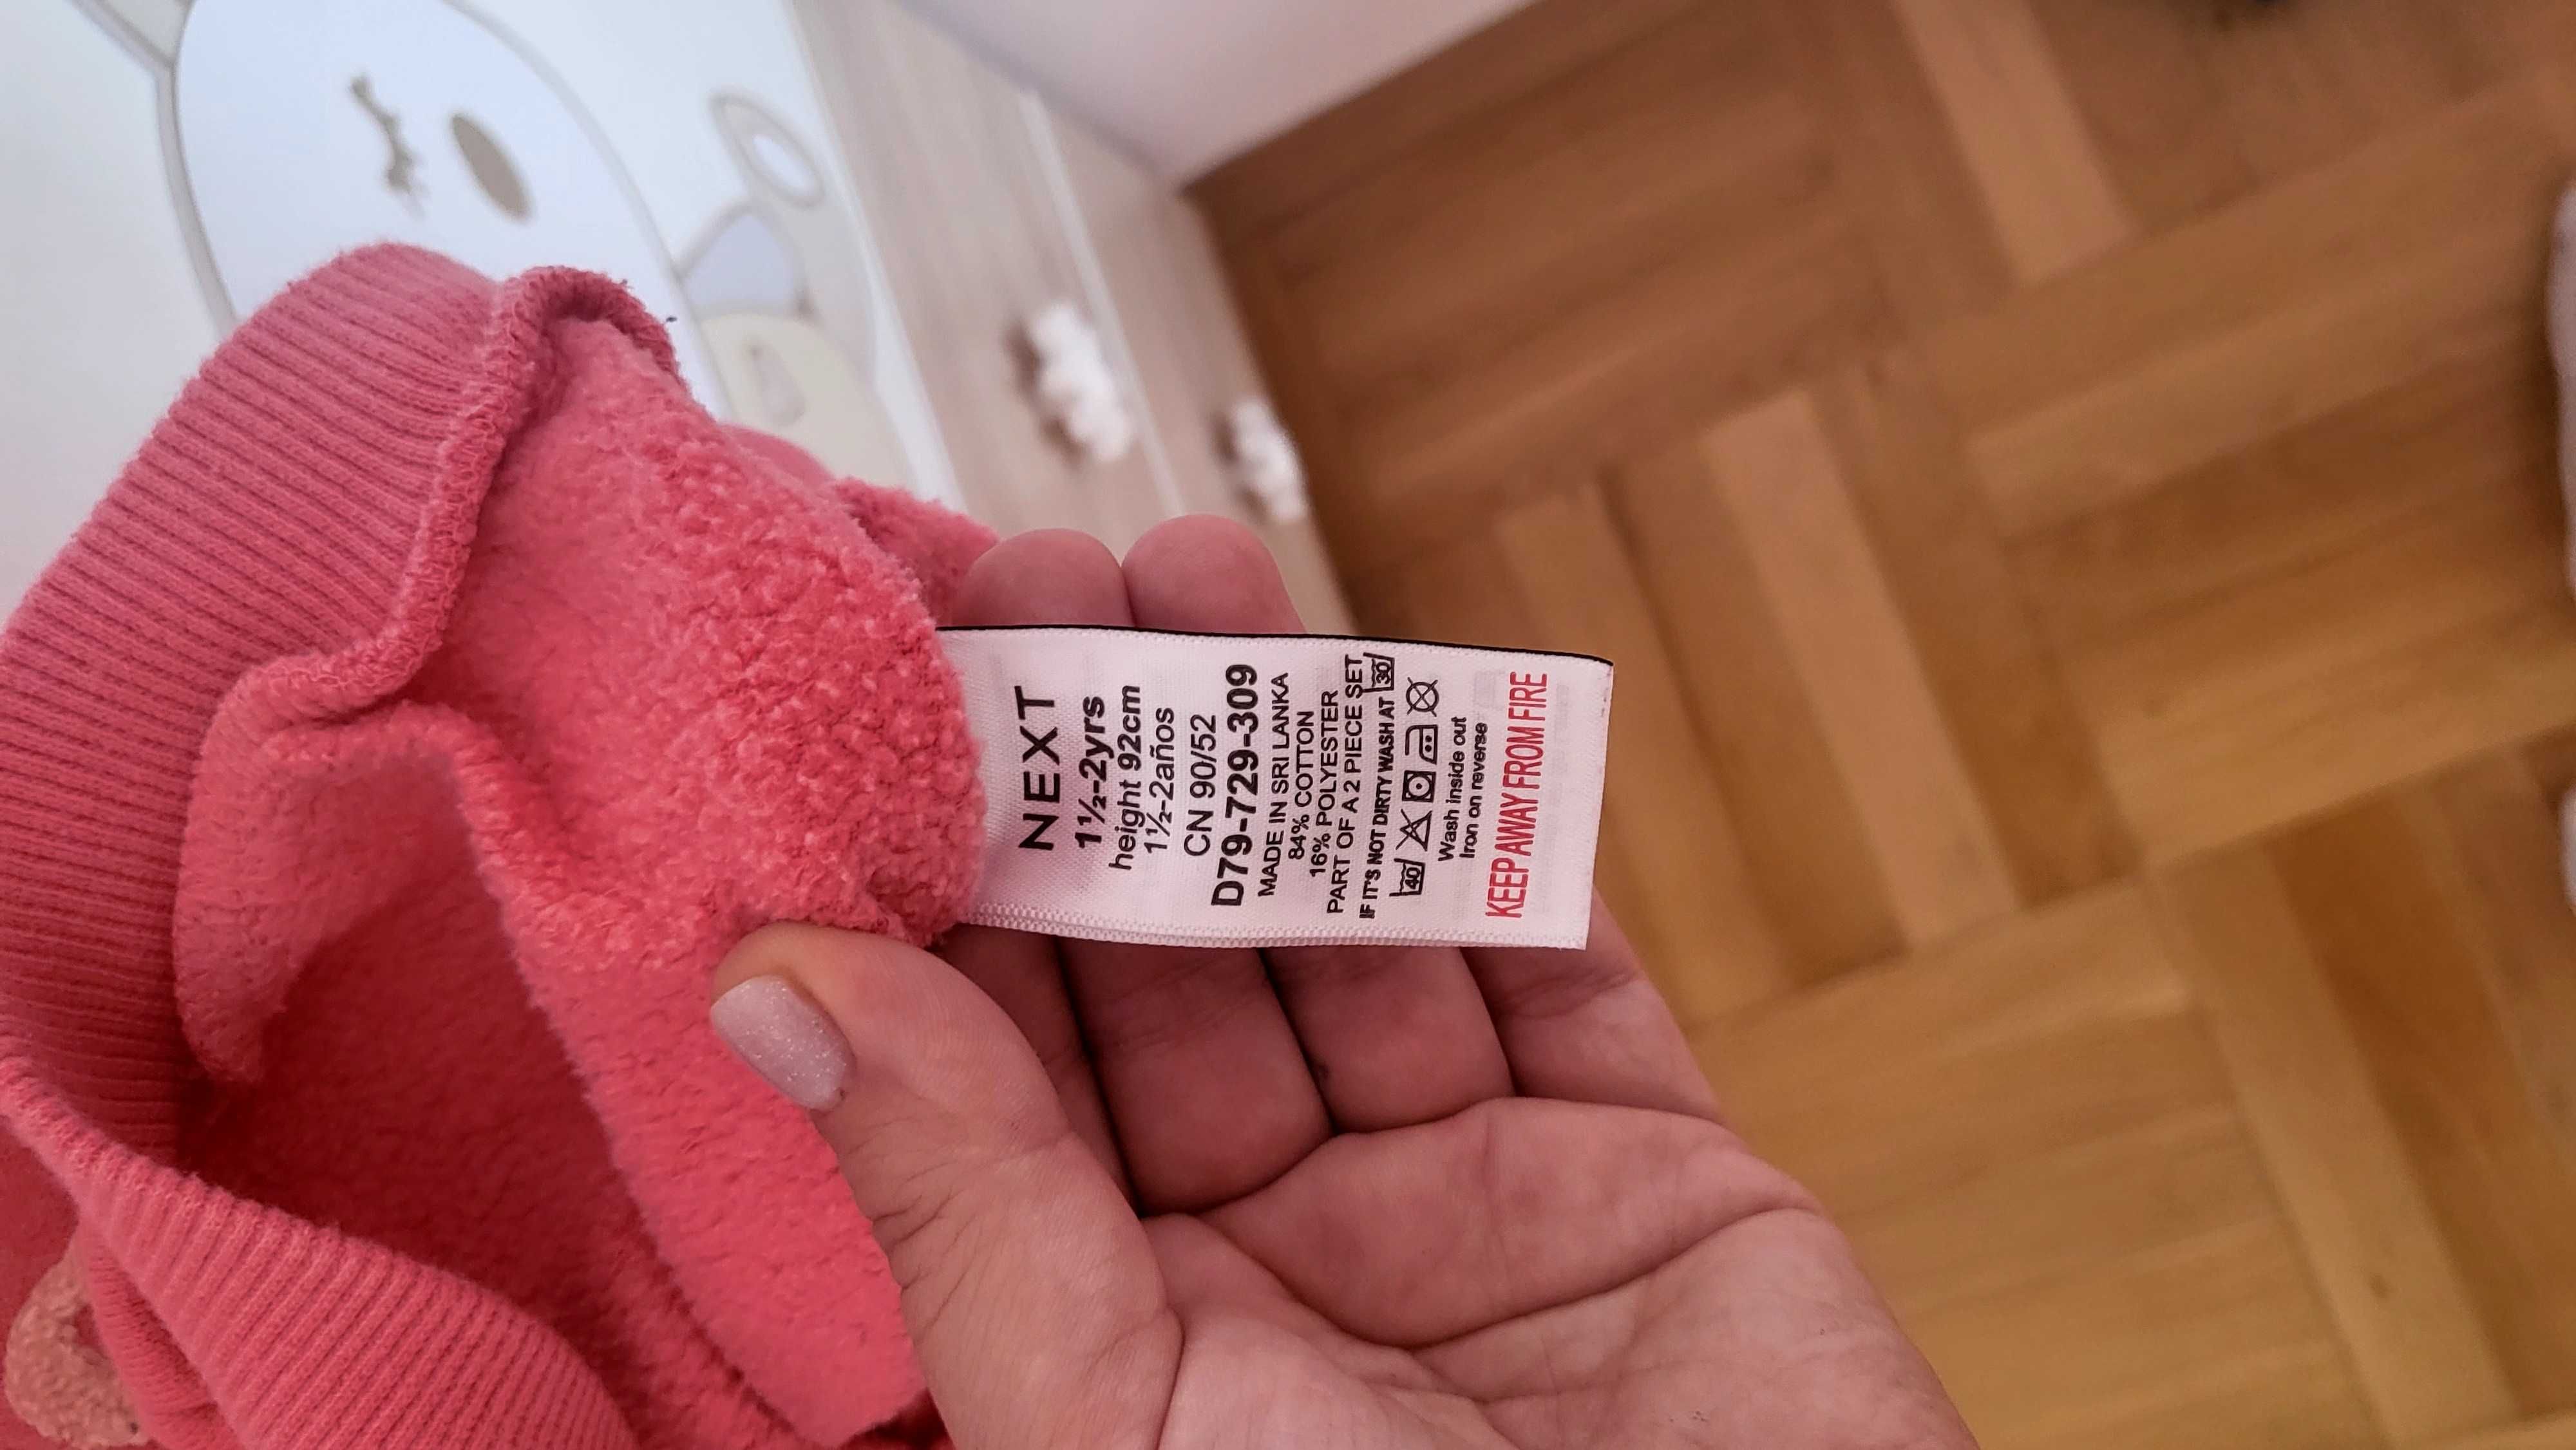 NEXT
1½-2yrs
height 92cm
1½-2años
CN 90/52
D79-729-309
MADE IN SRI LANKA
84% COTTON
16% POLYESTER
PART OF A 2 PIECE SET
IF IT'S NOT DIRTY WASH AT 30
40
Wash inside out
Iron on reverse
KEEP AWAY FROM FIRE